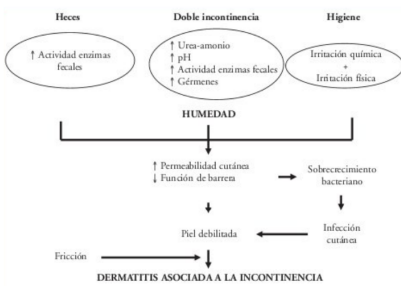 Heces
Doble incontinencia
Higiene
↑ Actividad enzimas
fecales
↑ Urea-amonio
↑ pH
↑ Actividad enzimas fecales
↑ Gérmenes
Irritación química
+
Irritación física
HUMEDAD
↑ Permeabilidad cutánea
↓ Función de barrera
Sobrecrecimiento
bacteriano
Piel debilitada
Infección
cutánea
Fricción
DERMATITIS ASOCIADA A LA INCONTINENCIA